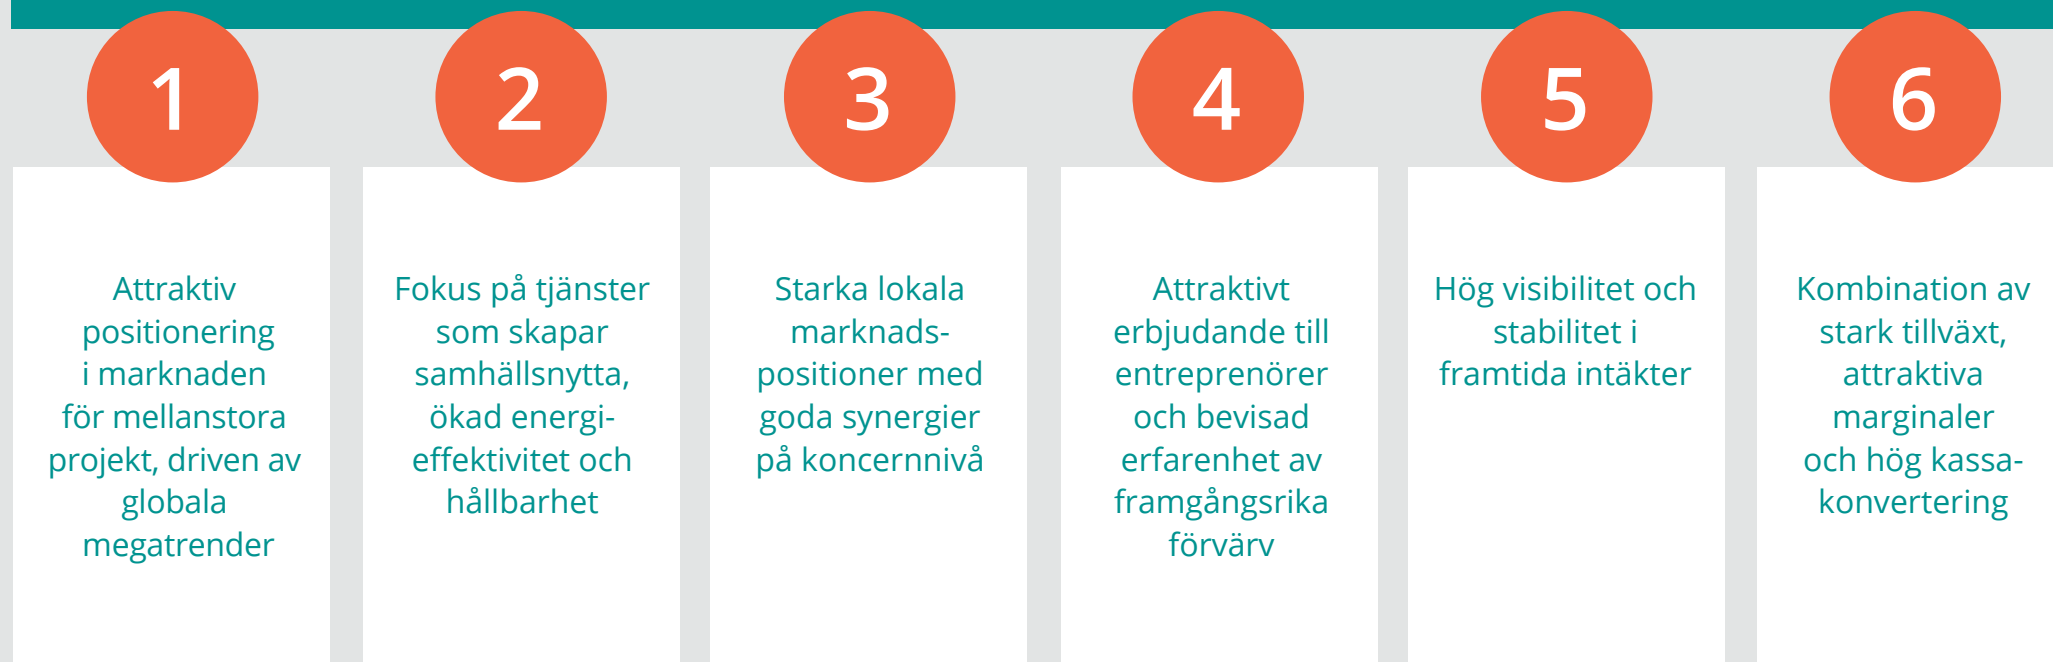 1
Attraktiv
positionering
i marknaden
för mellanstora
projekt, driven av
globala
megatrender
2
Fokus på tjänster
som skapar
samhällsnytta,
ökad energi-
effektivitet och
hållbarhet
3
Starka lokala
marknads-
positioner med
goda synergier
på koncernnivå
4
Attraktivt
erbjudande till
entreprenörer
och bevisad
erfarenhet av
framgångsrika
förvärv
5
Hög visibilitet och
stabilitet i
framtida intäkter
6
Kombination av
stark tillväxt,
attraktiva
marginaler
och hög kassa-
konvertering